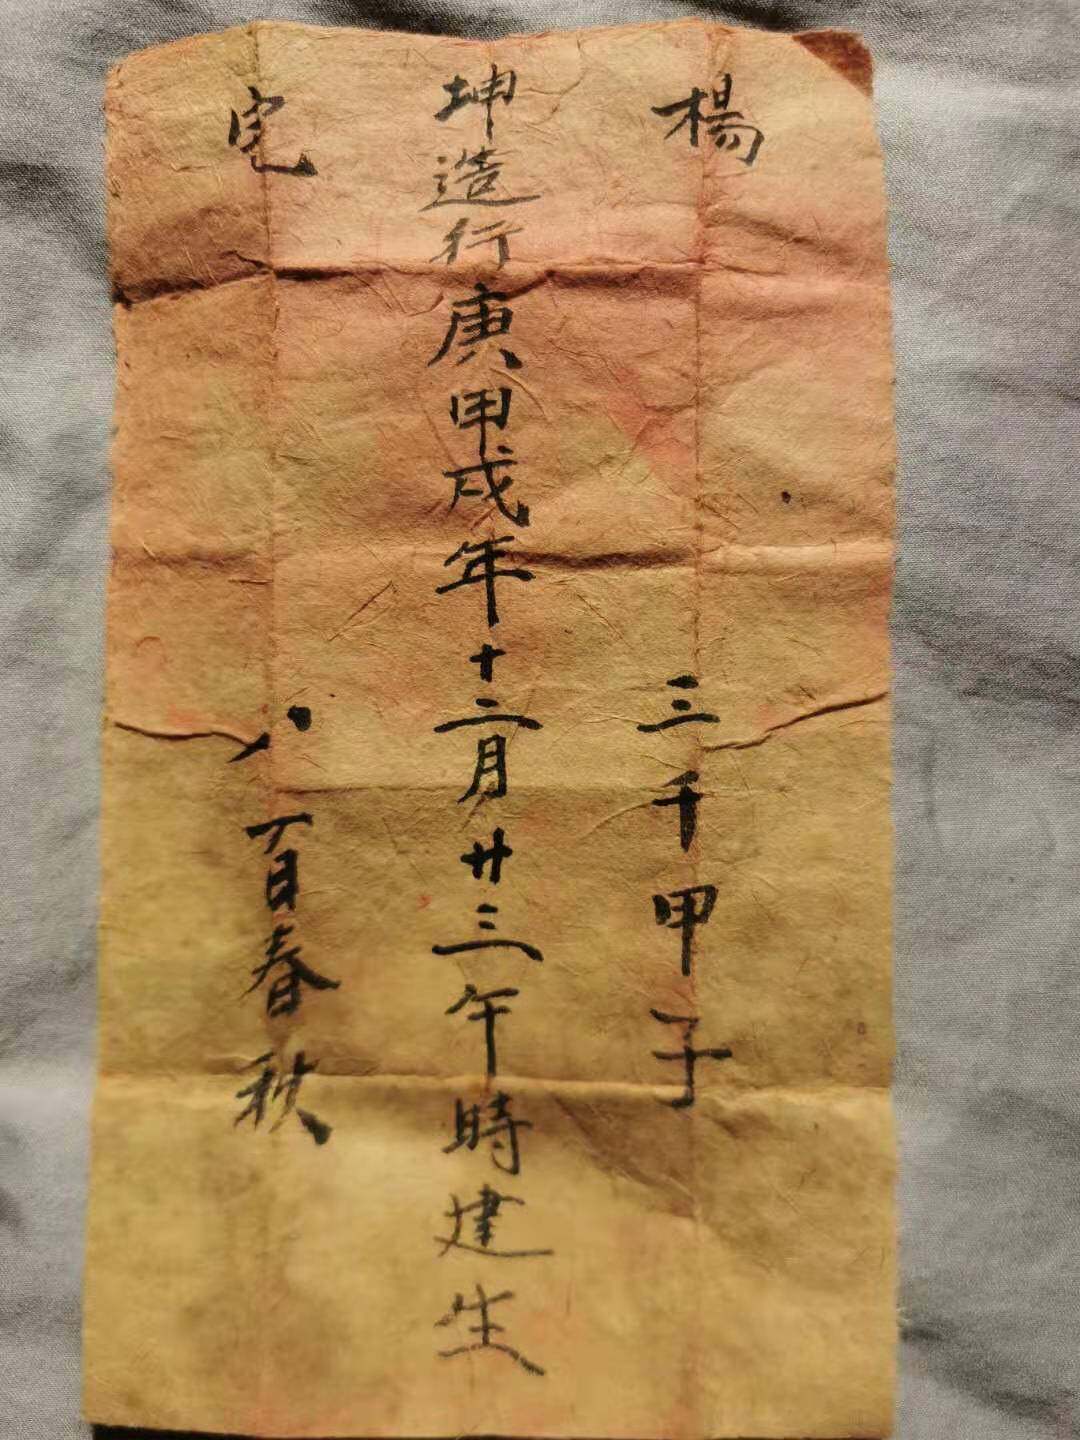 楊 三千甲子
坤造行庚甲戌年十二月廿三午時建生
宅 八百春秋